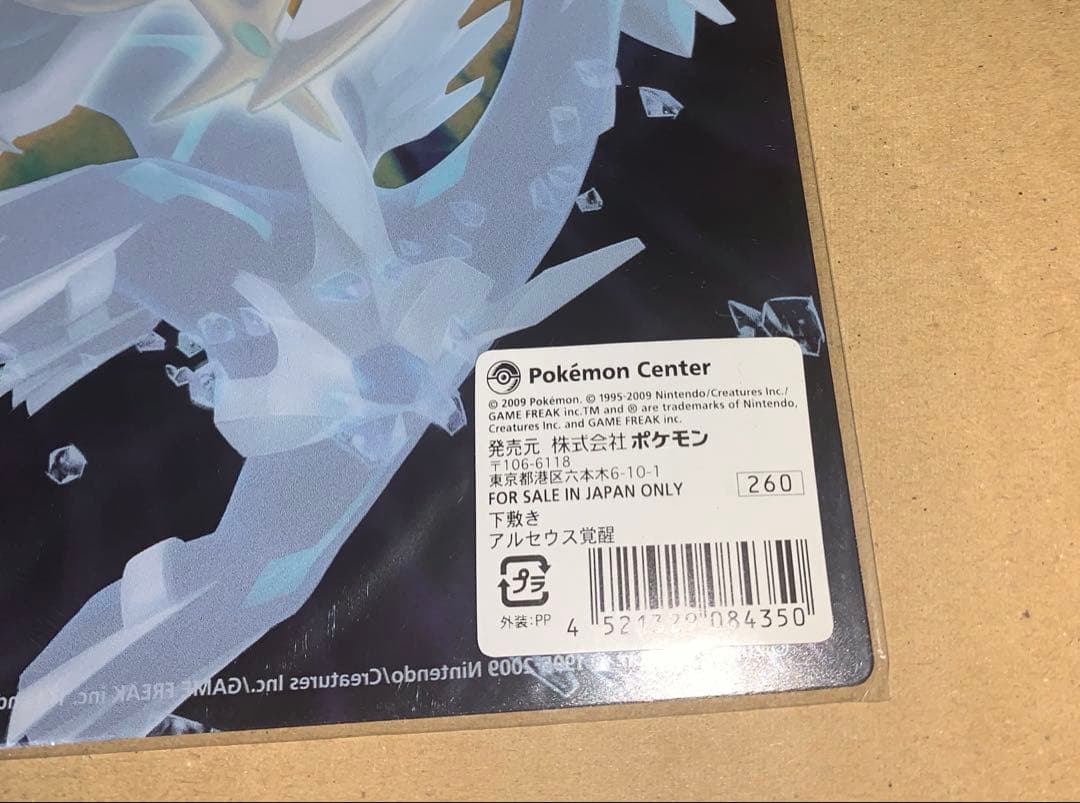 Pokémon Center
© 2009 Pokémon. © 1995-2009 Nintendo/Creatures Inc./
GAME FREAK inc.TM and ® are trademarks of Nintendo,
Creatures Inc. and GAME FREAK inc.
発売元 株式会社ポケモン
〒106-6118
東京都港区六本木6-10-1
FOR SALE IN JAPAN ONLY
260
下敷き
アルセウス覚醒
プラ
外装:PP
4 521329 084350
1995-2009 Nintendo/Creatures Inc./GAME FREAK inc.